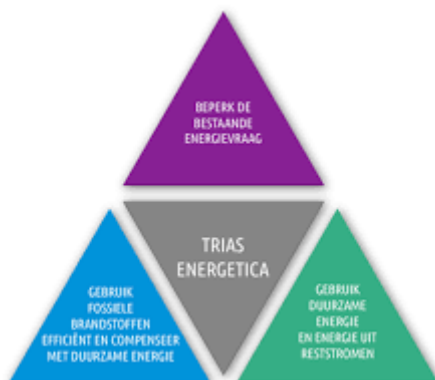 BEPERK DE
BESTAANDE
ENERGIEVRAAG
TRIAS
ENERGETICA
GEBRUIK
FOSSIELE
BRANDSTOFFEN
EFFICIËNT EN COMPENSEER
MET DUURZAME ENERGIE
GEBRUIK
DUURZAME
ENERGIE
EN ENERGIE UIT
RESTSTROMEN